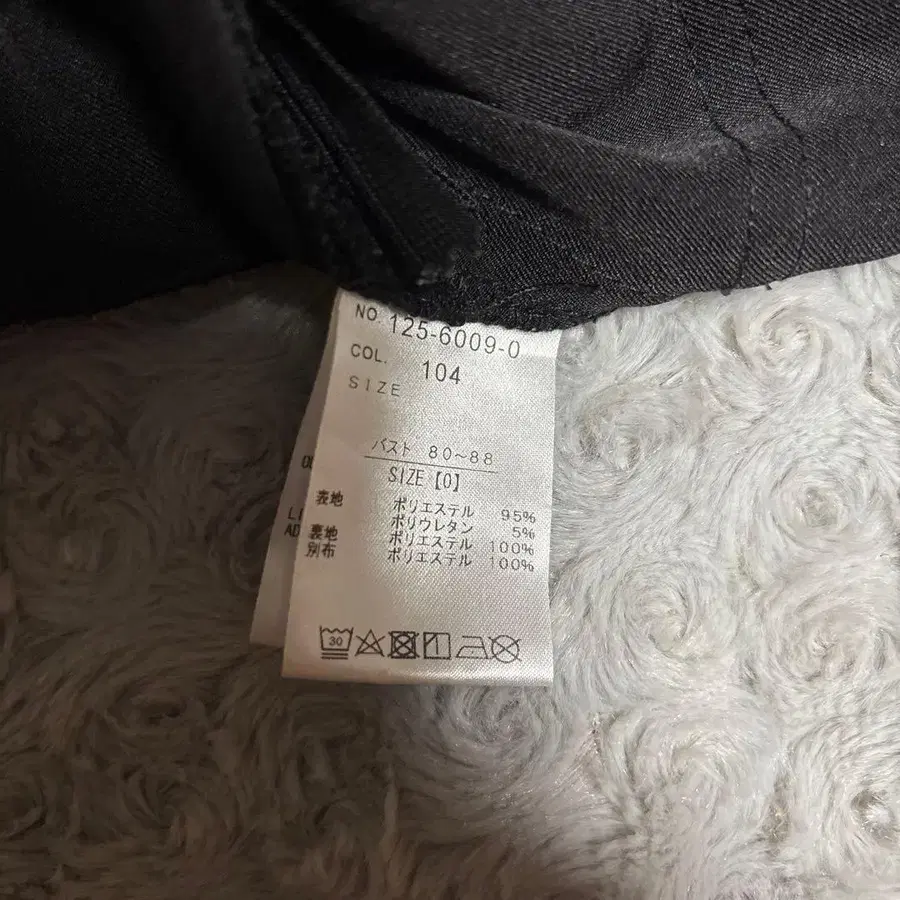 NO. 125-6009-0
COL. 104
SIZE
バスト 80~88
SIZE【0】
表地 ポリエステル 95%
ポリウレタン 5%
裏地 ポリエステル 100%
別布 ポリエステル 100%
30